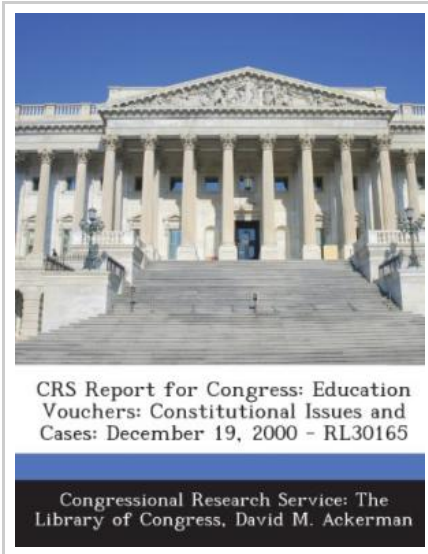 CRS Report for Congress: Education
Vouchers: Constitutional Issues and
Cases: December 19, 2000 - RL30165
Congressional Research Service: The
Library of Congress, David M. Ackerman